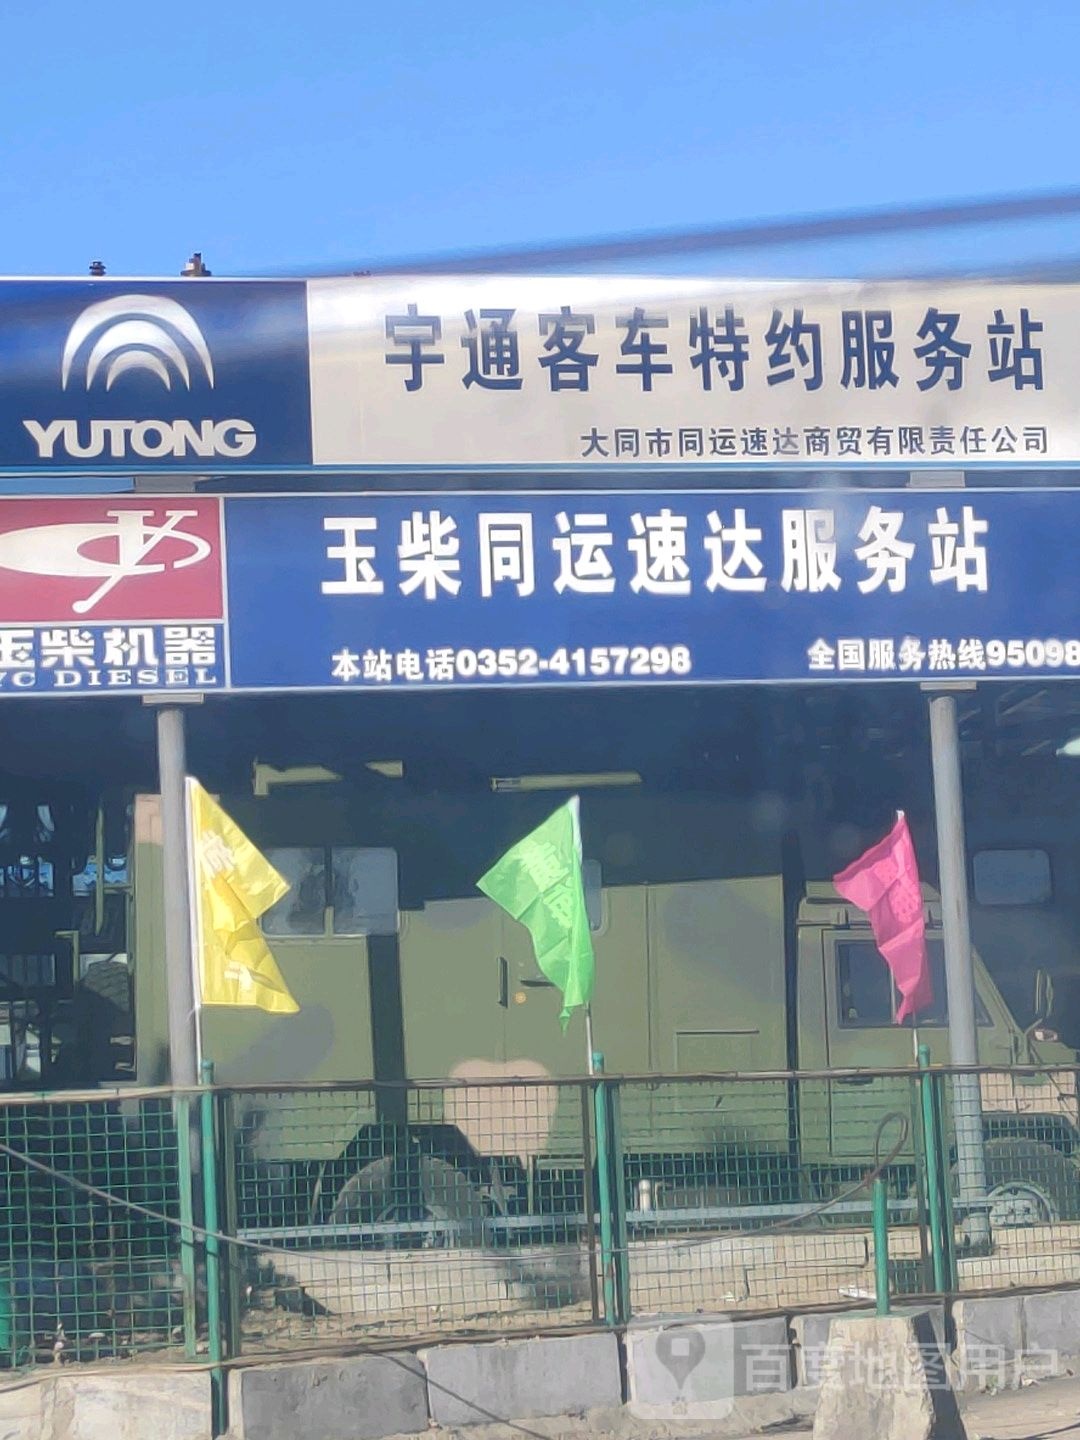 YUTONG
宇通客车特约服务站
大同市同运速达商贸有限责任公司
玉柴同运速达服务站
玉柴机器
YC DIESEL
本站电话0352-4157298
全国服务热线95098
百度地图用户